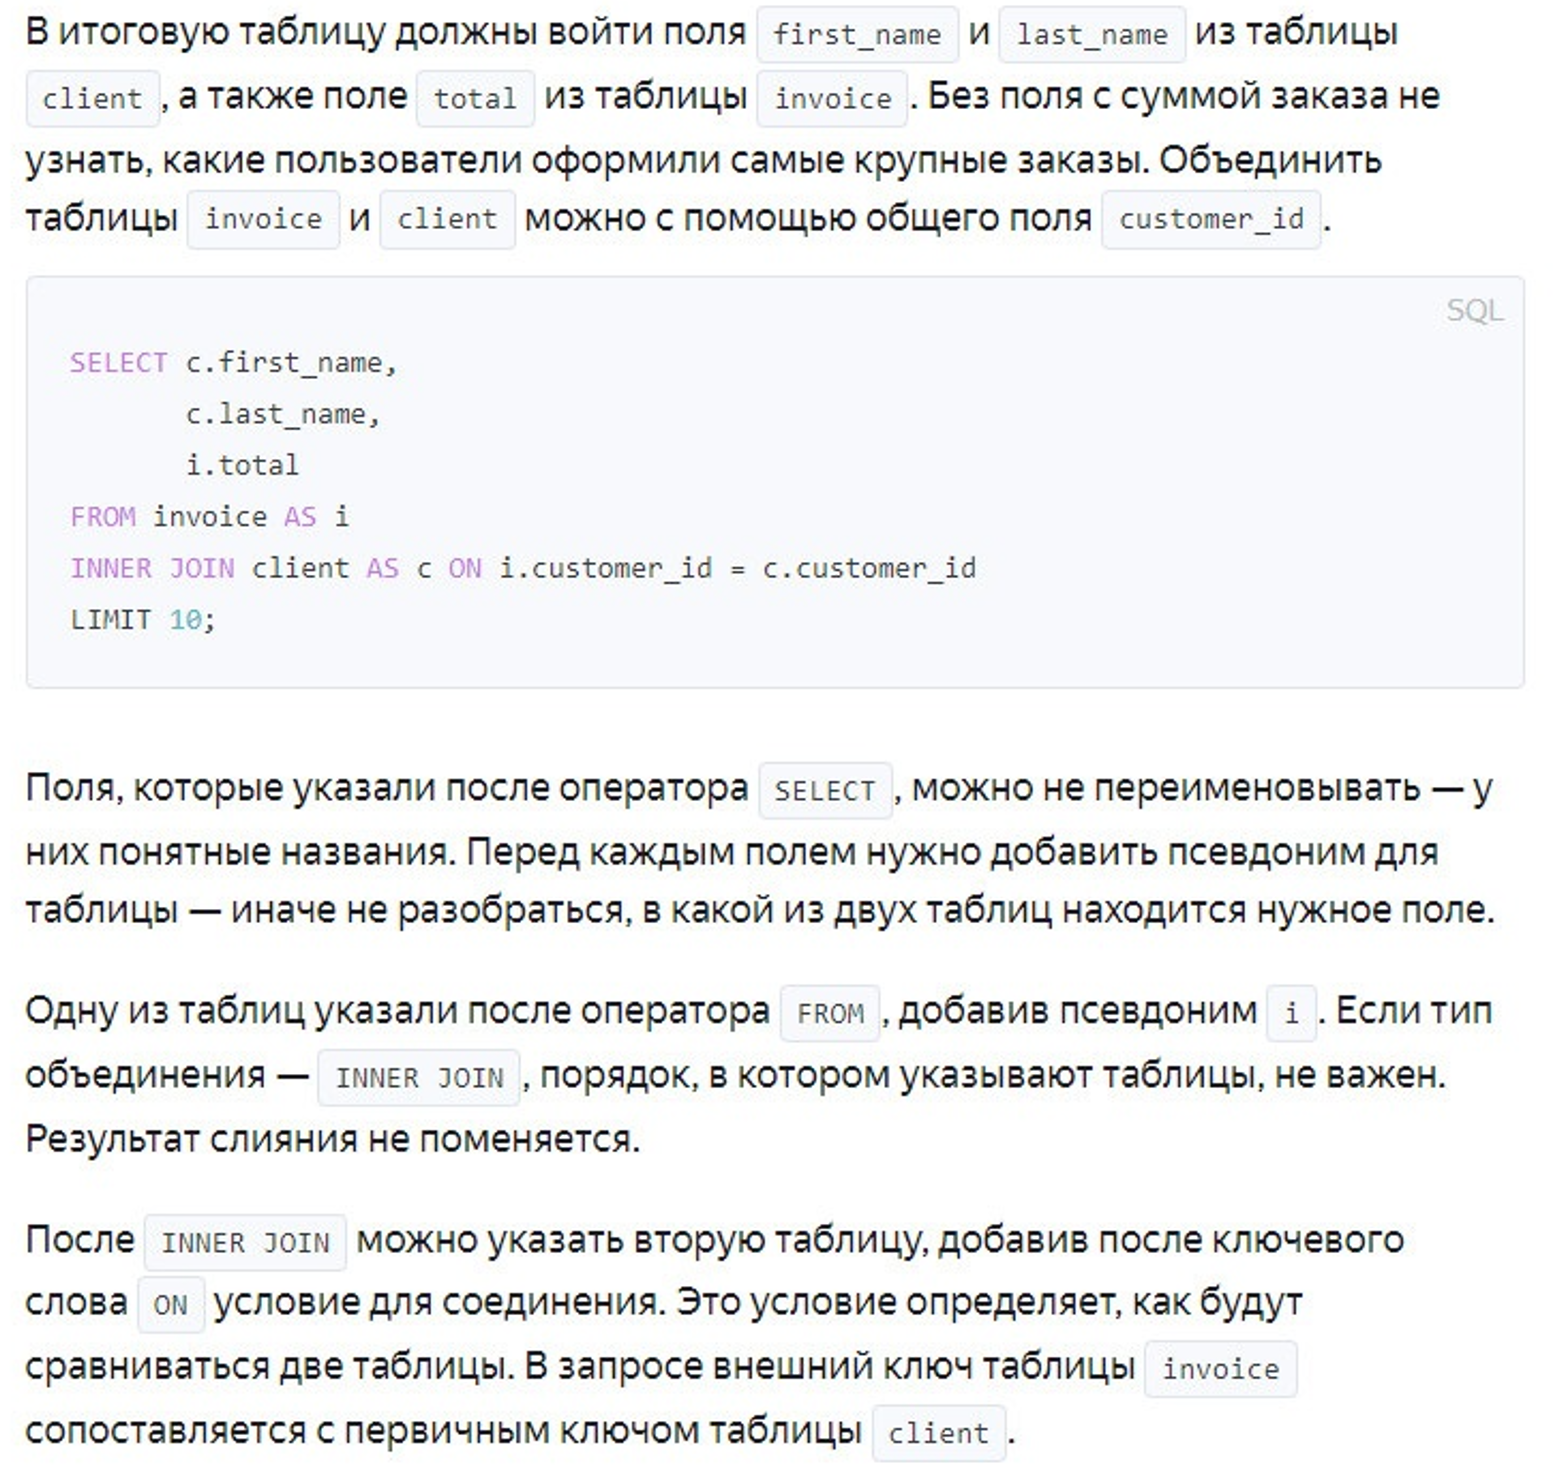 В итоговую таблицу должны войти поля first_name и last_name из таблицы
client , а также поле total из таблицы invoice . Без поля с суммой заказа не
узнать, какие пользователи оформили самые крупные заказы. Объединить
таблицы invoice и client можно с помощью общего поля customer_id .
SQL
SELECT c.first_name,
       c.last_name,
       i.total
FROM invoice AS i
INNER JOIN client AS c ON i.customer_id = c.customer_id
LIMIT 10;
Поля, которые указали после оператора SELECT , можно не переименовывать — у
них понятные названия. Перед каждым полем нужно добавить псевдоним для
таблицы — иначе не разобраться, в какой из двух таблиц находится нужное поле.
Одну из таблиц указали после оператора FROM , добавив псевдоним i . Если тип
объединения — INNER JOIN , порядок, в котором указывают таблицы, не важен.
Результат слияния не поменяется.
После INNER JOIN можно указать вторую таблицу, добавив после ключевого
слова ON условие для соединения. Это условие определяет, как будут
сравниваться две таблицы. В запросе внешний ключ таблицы invoice
сопоставляется с первичным ключом таблицы client .